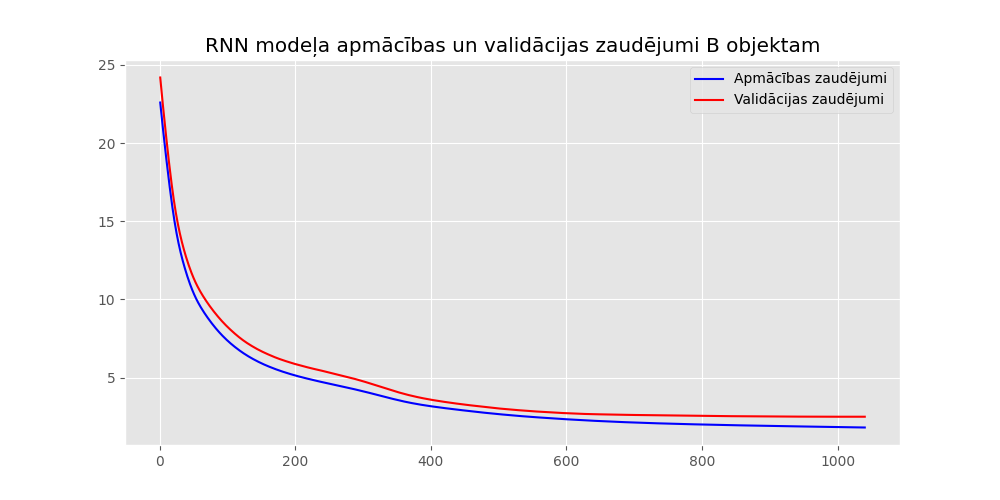 RNN modeļa apmācības un validācijas zaudējumi B objektam
Apmācības zaudējumi
Validācijas zaudējumi
25
20
15
10
5
0 200 400 600 800 1000